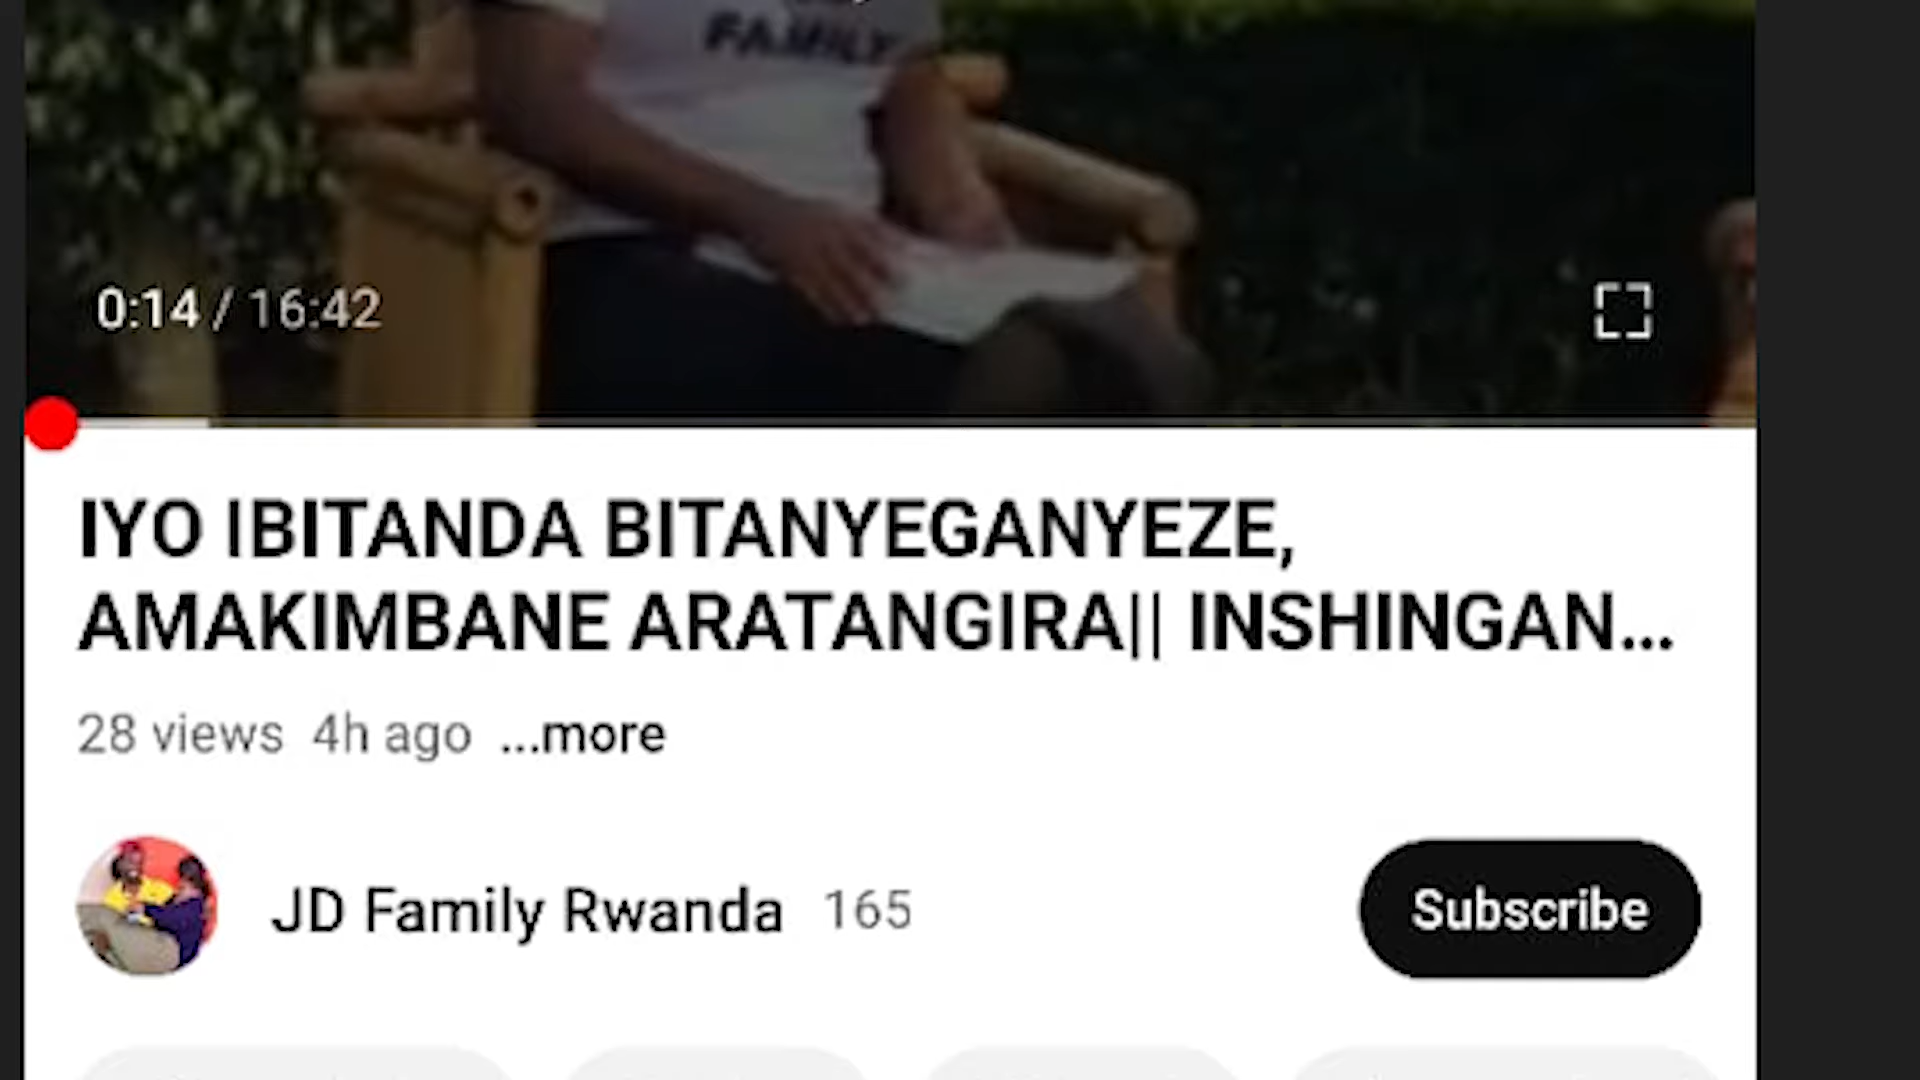 FAMILY
0:14 / 16:42
IYO IBITANDA BITANYEGANYEZE,
AMAKIMBANE ARATANGIRA|| INSHINGAN...
28 views 4h ago ...more
JD Family Rwanda 165
Subscribe